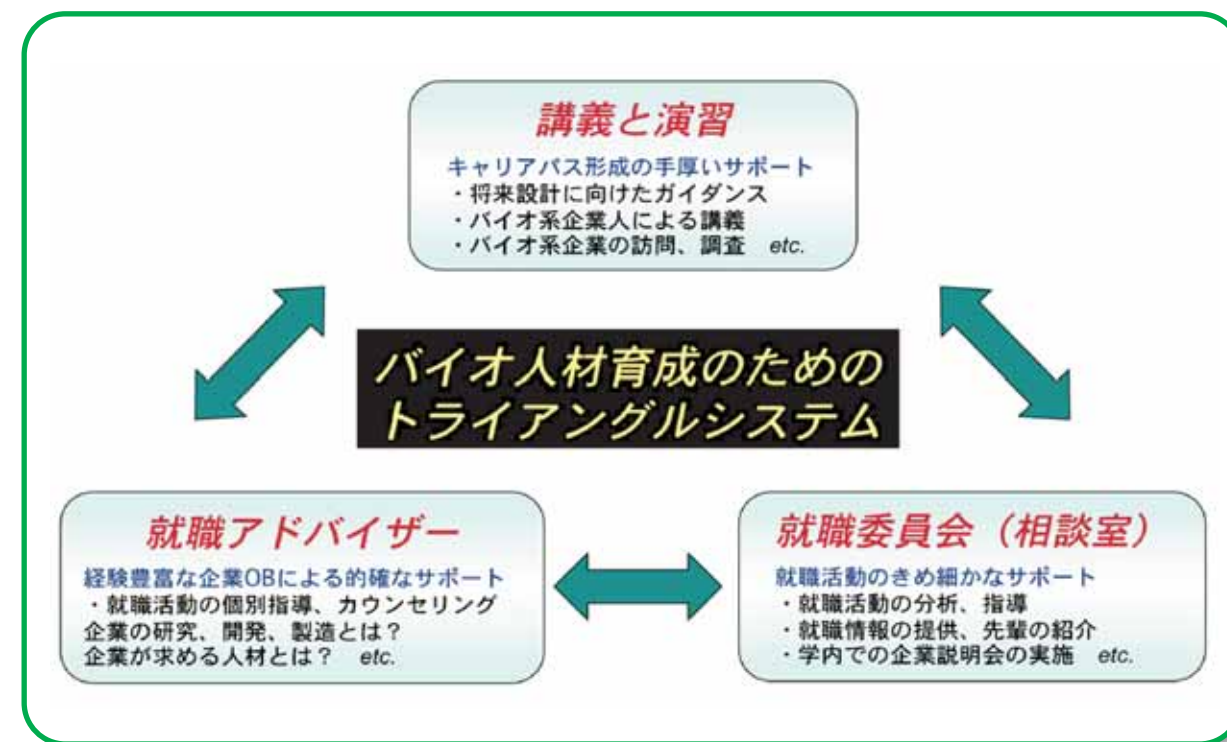 講義と演習
キャリアパス形成の手厚いサポート
・将来設計に向けたガイダンス
・バイオ系企業人による講義
・バイオ系企業の訪問、調査　etc.
バイオ人材育成のための
トライアングルシステム
就職アドバイザー
経験豊富な企業OBによる的確なサポート
・就職活動の個別指導、カウンセリング
企業の研究、開発、製造とは？
企業が求める人材とは？　etc.
就職委員会（相談室）
就職活動のきめ細かなサポート
・就職活動の分析、指導
・就職情報の提供、先輩の紹介
・学内での企業説明会の実施　etc.